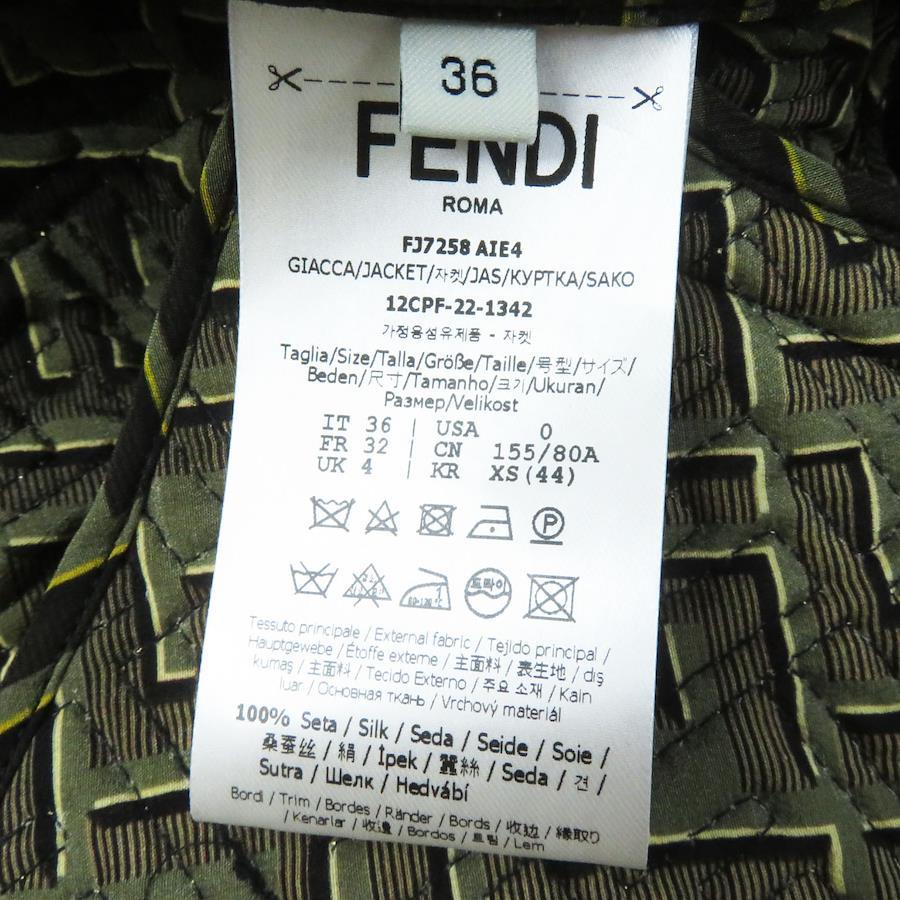 36
FENDI
ROMA
FJ7258 AIE4
GIACCA/JACKET/자켓/JAS/КУРТКА/SAKO
12CPF-22-1342
가정용섬유제품 - 자켓
Taglia/Size/Talla/Größe/Taille/号型/サイズ/
Beden/尺寸/Tamanho/크기/Ukuran/
Размер/Velikost
IT 36 | USA 0
FR 32 | CN 155/80A
UK 4 | KR XS(44)
P
드라이
Tessuto principale / External fabric / Tejido principal /
Hauptgewebe / Étoffe externe / 主面料 / 表生地 / dış
kumaş / 主面料 / Tecido Externo / 주요 소재 / Kain
luar / Основная ткань / Vrchový materiál
100% Seta / Silk / Seda / Seide / Soie /
桑蚕丝 / 絹 / İpek / 蠶絲 / Seda / 견 /
Sutra / Шелк / Hedvábí
Bordi / Trim / Bordes / Ränder / Bords / 收边 / 縁取り
/ Kenarlar / 收邊 / Bordos / 트림 / Lem